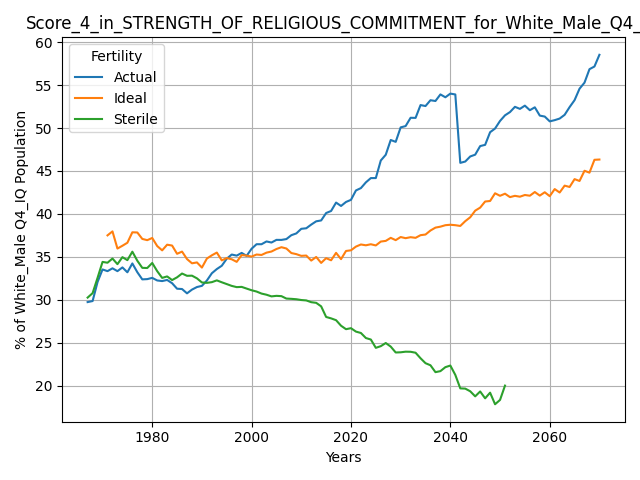 Score_4_in_STRENGTH_OF_RELIGIOUS_COMMITMENT_for_White_Male_Q4_
Fertility
Actual
Ideal
Sterile
% of White_Male Q4_IQ Population
60
55
50
45
40
35
30
25
20
1980 2000 2020 2040 2060
Years